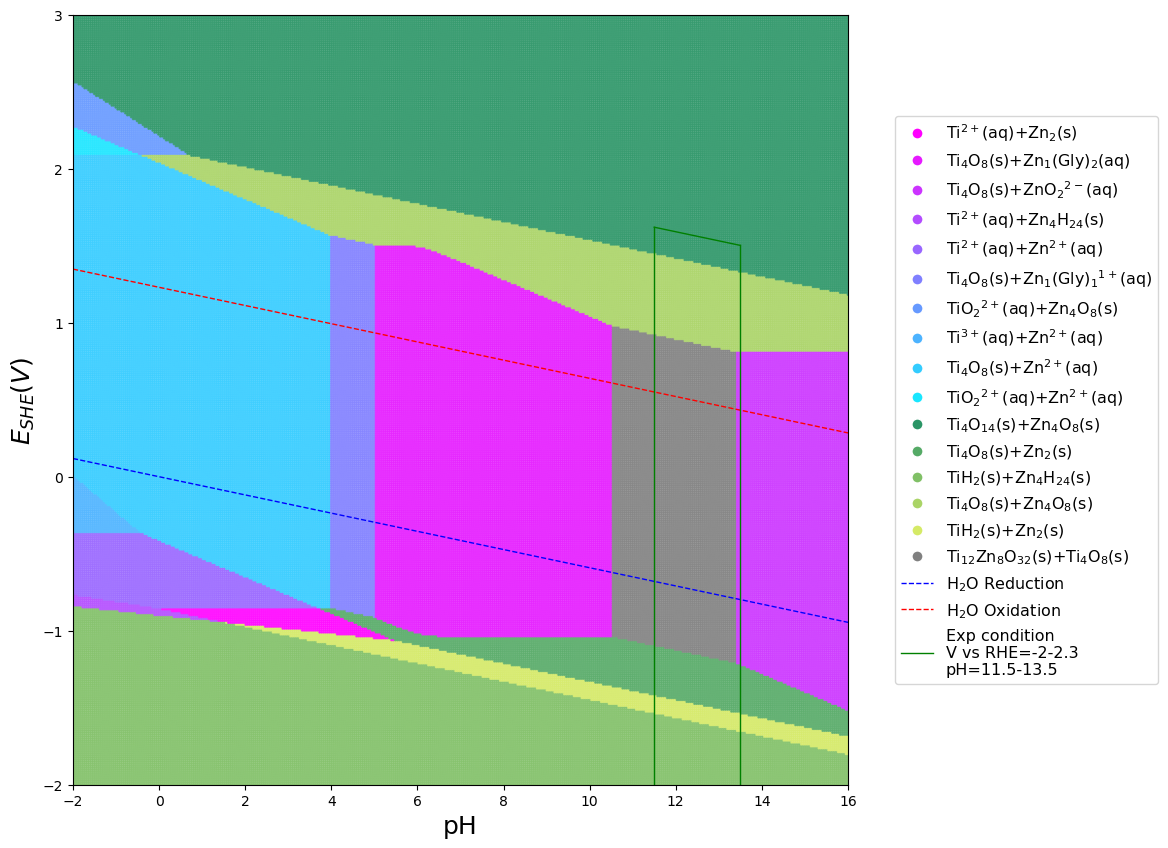 3
2
1
0
−1
−2
−2
0
2
4
6
8
10
12
14
16
pH
E_{SHE}(V)
Ti²⁺(aq)+Zn₂(s)
Ti₄O₈(s)+Zn₁(Gly)₂(aq)
Ti₄O₈(s)+ZnO₂²⁻(aq)
Ti²⁺(aq)+Zn₄H₂₄(s)
Ti²⁺(aq)+Zn²⁺(aq)
Ti₄O₈(s)+Zn₁(Gly)₁¹⁺(aq)
TiO₂²⁺(aq)+Zn₄O₈(s)
Ti³⁺(aq)+Zn²⁺(aq)
Ti₄O₈(s)+Zn²⁺(aq)
TiO₂²⁺(aq)+Zn²⁺(aq)
Ti₄O₁₄(s)+Zn₄O₈(s)
Ti₄O₈(s)+Zn₂(s)
TiH₂(s)+Zn₄H₂₄(s)
Ti₄O₈(s)+Zn₄O₈(s)
TiH₂(s)+Zn₂(s)
Ti₁₂Zn₈O₃₂(s)+Ti₄O₈(s)
H₂O Reduction
H₂O Oxidation
Exp condition
V vs RHE=-2-2.3
pH=11.5-13.5